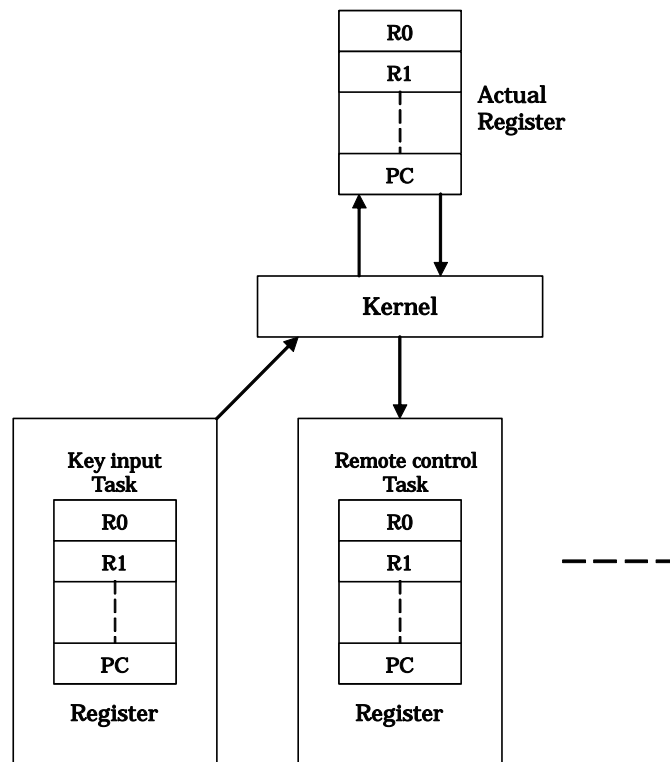 R0
R1
Actual
Register
PC
Kernel
Key input
Task
R0
R1
PC
Register
Remote control
Task
R0
R1
PC
Register